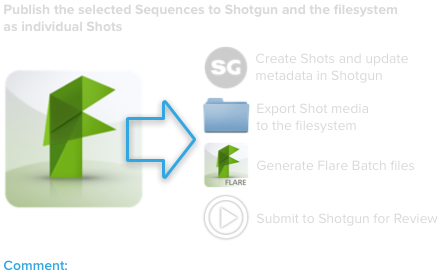 Publish the selected Sequences to Shotgun and the filesystem
as individual Shots
SG
Create Shots and update
metadata in Shotgun
Export Shot media
to the filesystem
FLARE
Generate Flare Batch files
Submit to Shotgun for Review
Comment: